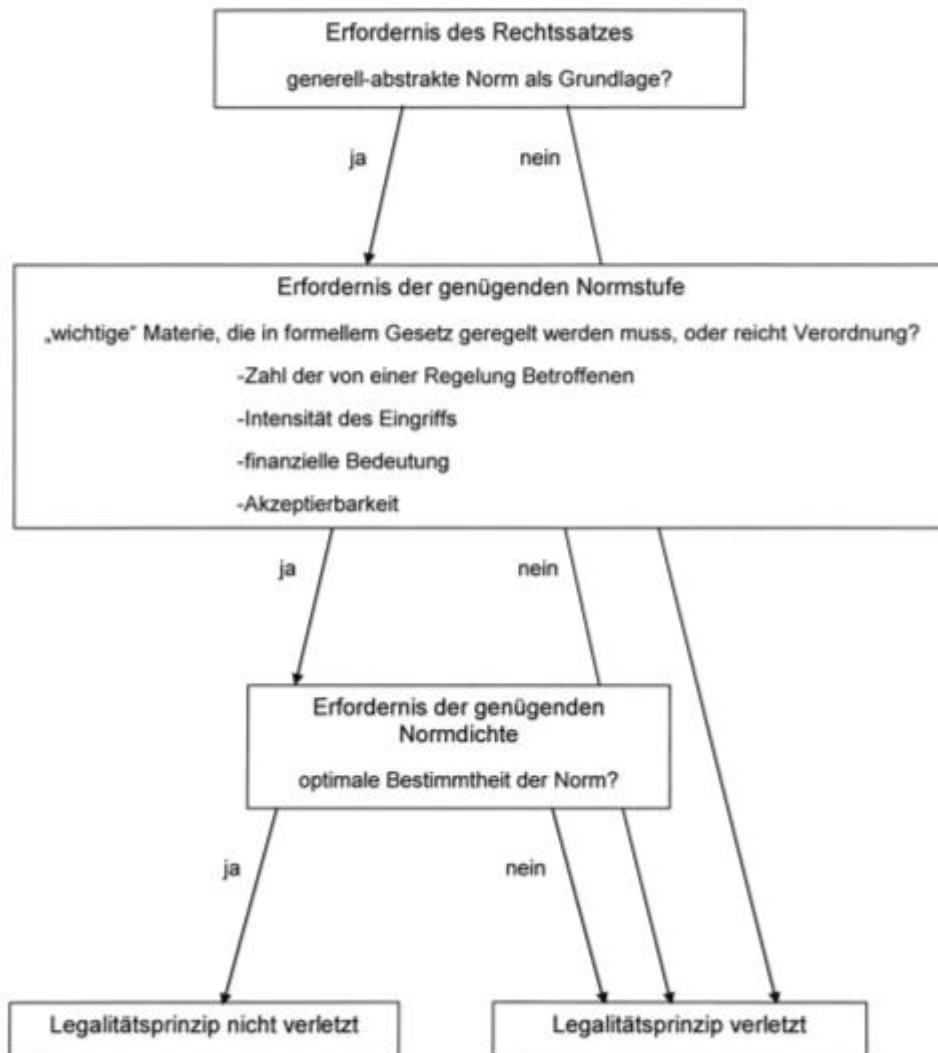 Erfordernis des Rechtssatzes
generell-abstrakte Norm als Grundlage?
ja
nein
Erfordernis der genügenden Normstufe
„wichtige“ Materie, die in formellem Gesetz geregelt werden muss, oder reicht Verordnung?
-Zahl der von einer Regelung Betroffenen
-Intensität des Eingriffs
-finanzielle Bedeutung
-Akzeptierbarkeit
ja
nein
Erfordernis der genügenden
Normdichte
optimale Bestimmtheit der Norm?
ja
nein
Legalitätsprinzip nicht verletzt
Legalitätsprinzip verletzt